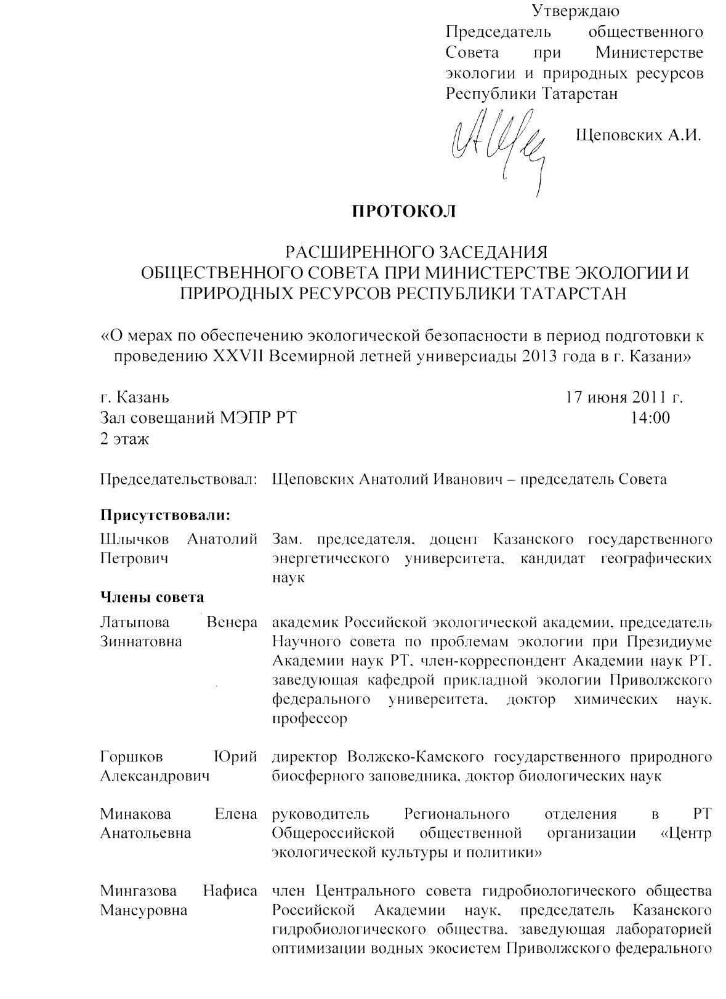 Утверждаю
Председатель общественного
Совета при Министерстве
экологии и природных ресурсов
Республики Татарстан
Щеповских А.И.
ПРОТОКОЛ
РАСШИРЕННОГО ЗАСЕДАНИЯ
ОБЩЕСТВЕННОГО СОВЕТА ПРИ МИНИСТЕРСТВЕ ЭКОЛОГИИ И
ПРИРОДНЫХ РЕСУРСОВ РЕСПУБЛИКИ ТАТАРСТАН
«О мерах по обеспечению экологической безопасности в период подготовки к
проведению XXVII Всемирной летней универсиады 2013 года в г. Казани»
г. Казань 17 июня 2011 г.
Зал совещаний МЭПР РТ 14:00
2 этаж
Председательствовал: Щеповских Анатолий Иванович – председатель Совета
Присутствовали:
Шлычков Анатолий Зам. председателя, доцент Казанского государственного
Петрович энергетического университета, кандидат географических
наук
Члены совета
Латыпова Венера академик Российской экологической академии, председатель
Зиннатовна Научного совета по проблемам экологии при Президиуме
Академии наук РТ, член-корреспондент Академии наук РТ,
заведующая кафедрой прикладной экологии Приволжского
федерального университета, доктор химических наук,
профессор
Горшков Юрий директор Волжско-Камского государственного природного
Александрович биосферного заповедника, доктор биологических наук
Минакова Елена руководитель Регионального отделения в РТ
Анатольевна Общероссийской общественной организации «Центр
экологической культуры и политики»
Мингазова Нафиса член Центрального совета гидробиологического общества
Мансуровна Российской Академии наук, председатель Казанского
гидробиологического общества, заведующая лабораторией
оптимизации водных экосистем Приволжского федерального